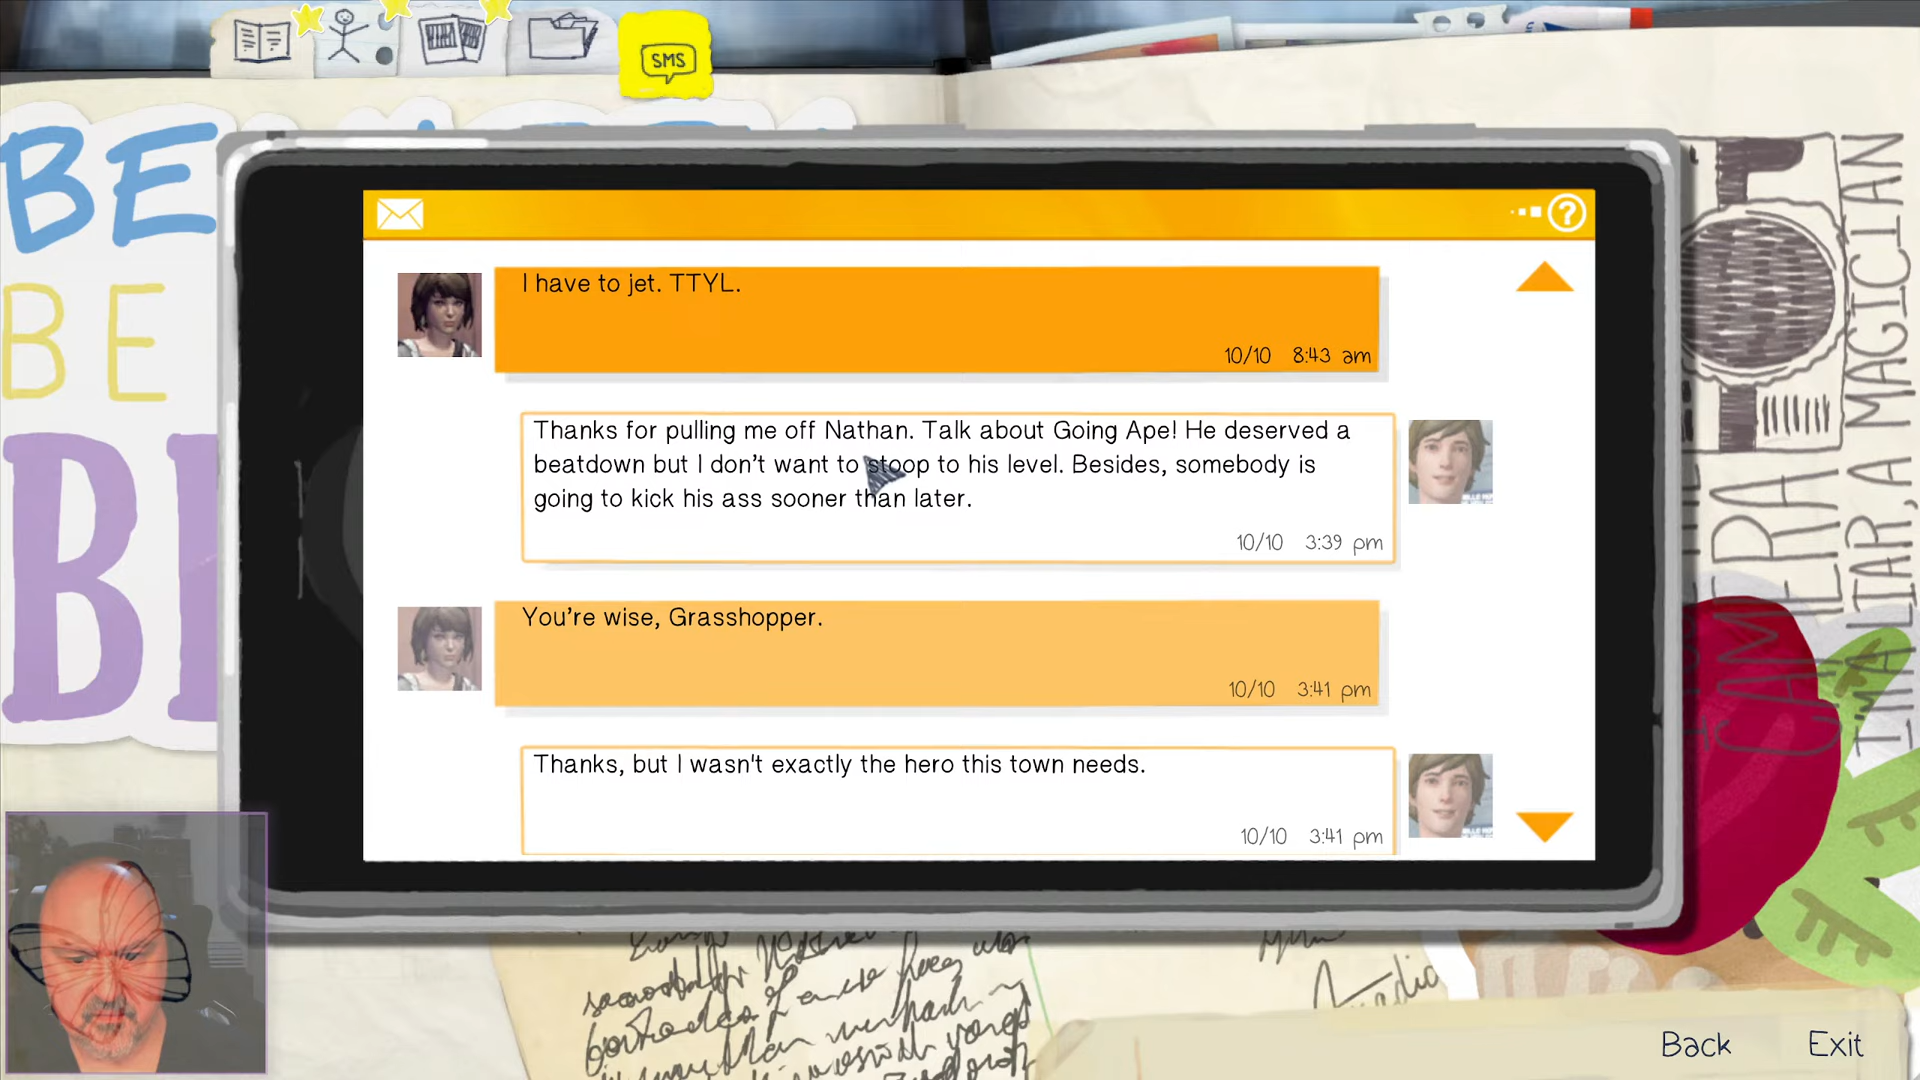 SMS
BE
BE
I have to jet. TTYL.
10/10 8:43 am
Thanks for pulling me off Nathan. Talk about Going Ape! He deserved a
beatdown but I don't want to stoop to his level. Besides, somebody is
going to kick his ass sooner than later.
10/10 3:39 pm
You're wise, Grasshopper.
10/10 3:41 pm
Thanks, but I wasn't exactly the hero this town needs.
10/10 3:41 pm
CAMERA
LIAR, A MAGICIAN
Back
Exit